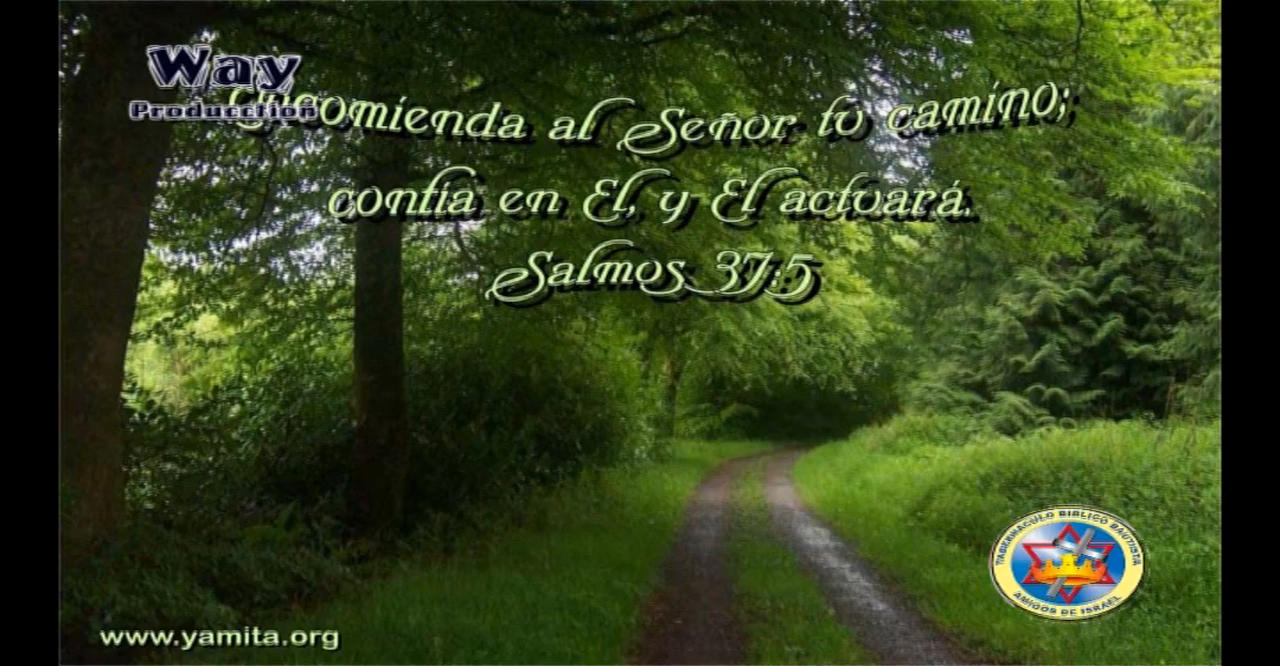 Way
Production
Encomienda al Señor tu camino;
confía en El, y El actuará.
Salmos 37:5
TABERNACULO BIBLICO BAUTISTA
AMIGOS DE ISRAEL
www.yamita.org